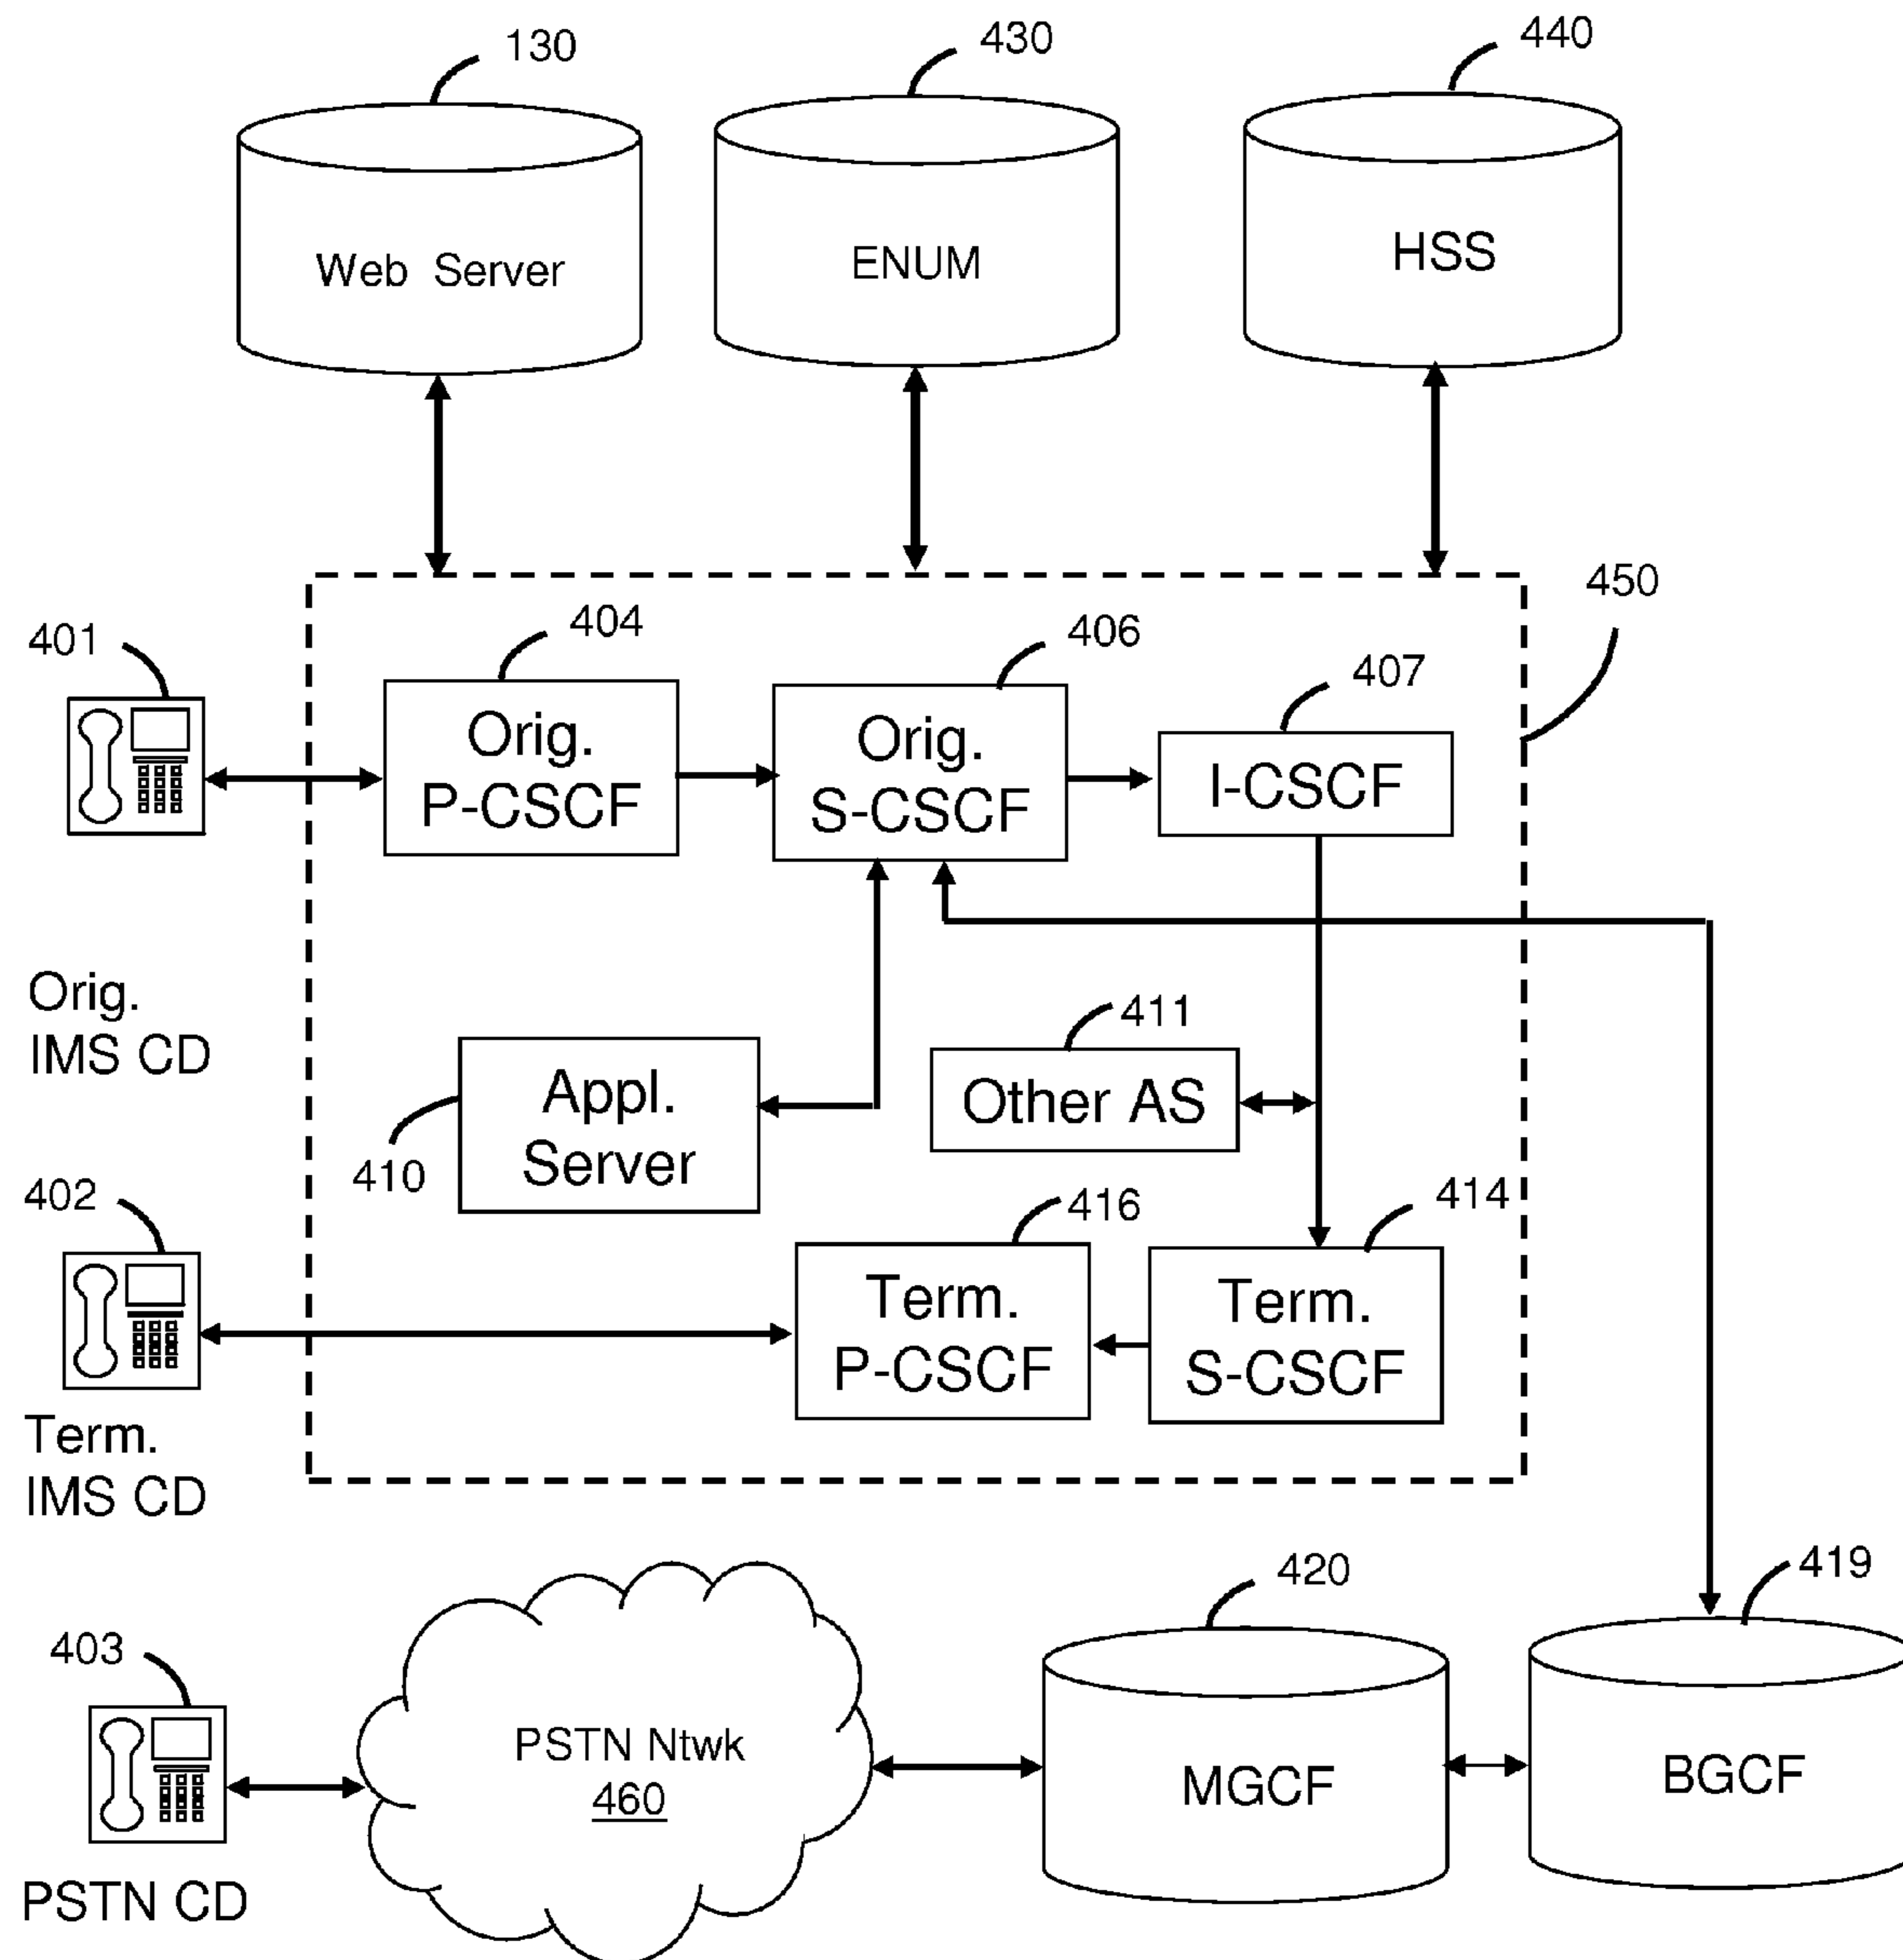 130
430
440
Web Server
ENUM
HSS
450
401
404
406
407
Orig.
P-CSCF
Orig.
S-CSCF
I-CSCF
Orig.
IMS CD
411
Appl.
Server
Other AS
410
402
416
414
Term.
P-CSCF
Term.
S-CSCF
Term.
IMS CD
420
419
403
PSTN Ntwk
460
MGCF
BGCF
PSTN CD